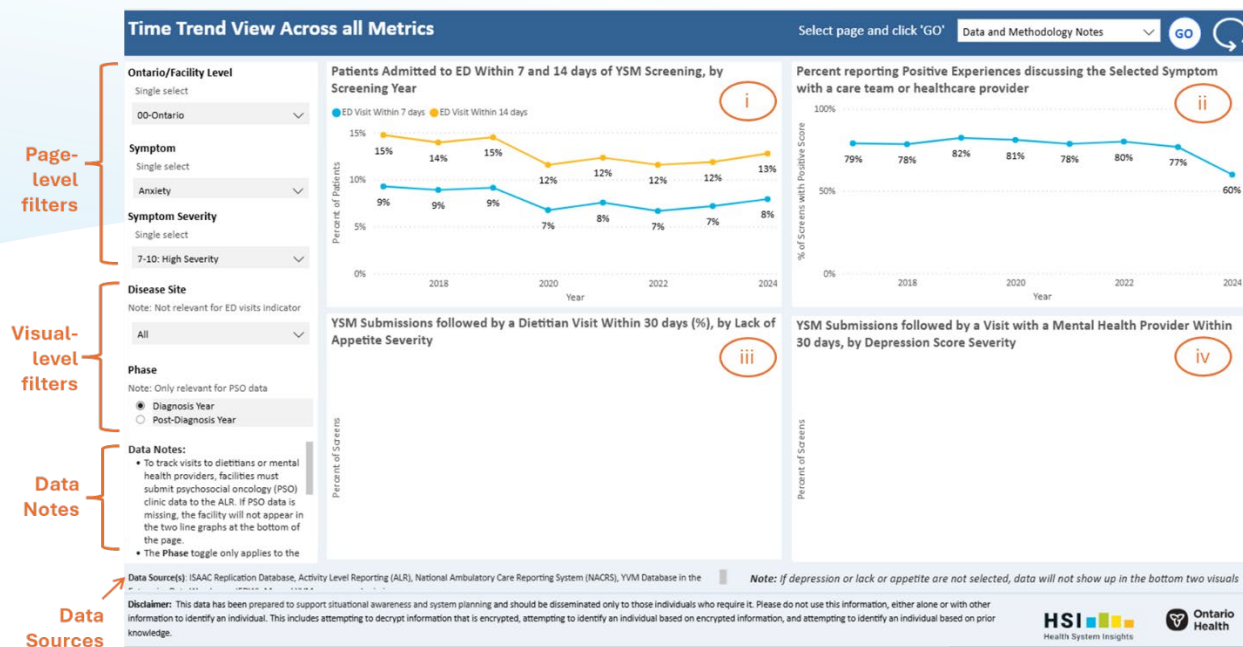 Time Trend View Across all Metrics
Select page and click 'GO'
Data and Methodology Notes
GO
Page-
level
filters
Visual-
level
filters
Data
Notes
Data
Sources
Ontario/Facility Level
Single select
00-Ontario
Symptom
Single select
Anxiety
Symptom Severity
Single select
7-10: High Severity
Disease Site
Note: Not relevant for ED visits indicator
All
Phase
Note: Only relevant for PSO data
Diagnosis Year
Post-Diagnosis Year
Data Notes:
• To track visits to dietitians or mental
health providers, facilities must
submit psychosocial oncology (PSO)
clinic data to the ALR. If PSO data is
missing, the facility will not appear in
the two line graphs at the bottom of
the page.
• The Phase toggle only applies to the
Patients Admitted to ED Within 7 and 14 days of YSM Screening, by
Screening Year
i
ED Visit Within 7 days ED Visit Within 14 days
Percent of Patients
15%
10%
5%
0%
15% 14% 15% 12% 12% 12% 12% 13%
9% 9% 9% 7% 8% 7% 7% 8%
2018 2020 2022 2024
Year
Percent reporting Positive Experiences discussing the Selected Symptom
with a care team or healthcare provider
ii
% of Screens with Positive Score
100%
50%
0%
79% 78% 82% 81% 78% 80% 77% 60%
2018 2020 2022 2024
Year
YSM Submissions followed by a Dietitian Visit Within 30 days (%), by Lack of
Appetite Severity
iii
Percent of Screens
YSM Submissions followed by a Visit with a Mental Health Provider Within
30 days, by Depression Score Severity
iv
Percent of Screens
Data Source(s): ISAAC Replication Database, Activity Level Reporting (ALR), National Ambulatory Care Reporting System (NACRS), YVM Database in the
Note: If depression or lack or appetite are not selected, data will not show up in the bottom two visuals
Disclaimer: This data has been prepared to support situational awareness and system planning and should be disseminated only to those individuals who require it. Please do not use this information, either alone or with other
information to identify an individual. This includes attempting to decrypt information that is encrypted, attempting to identify an individual based on encrypted information, and attempting to identify an individual based on prior
knowledge.
HSI
Health System Insights
Ontario
Health